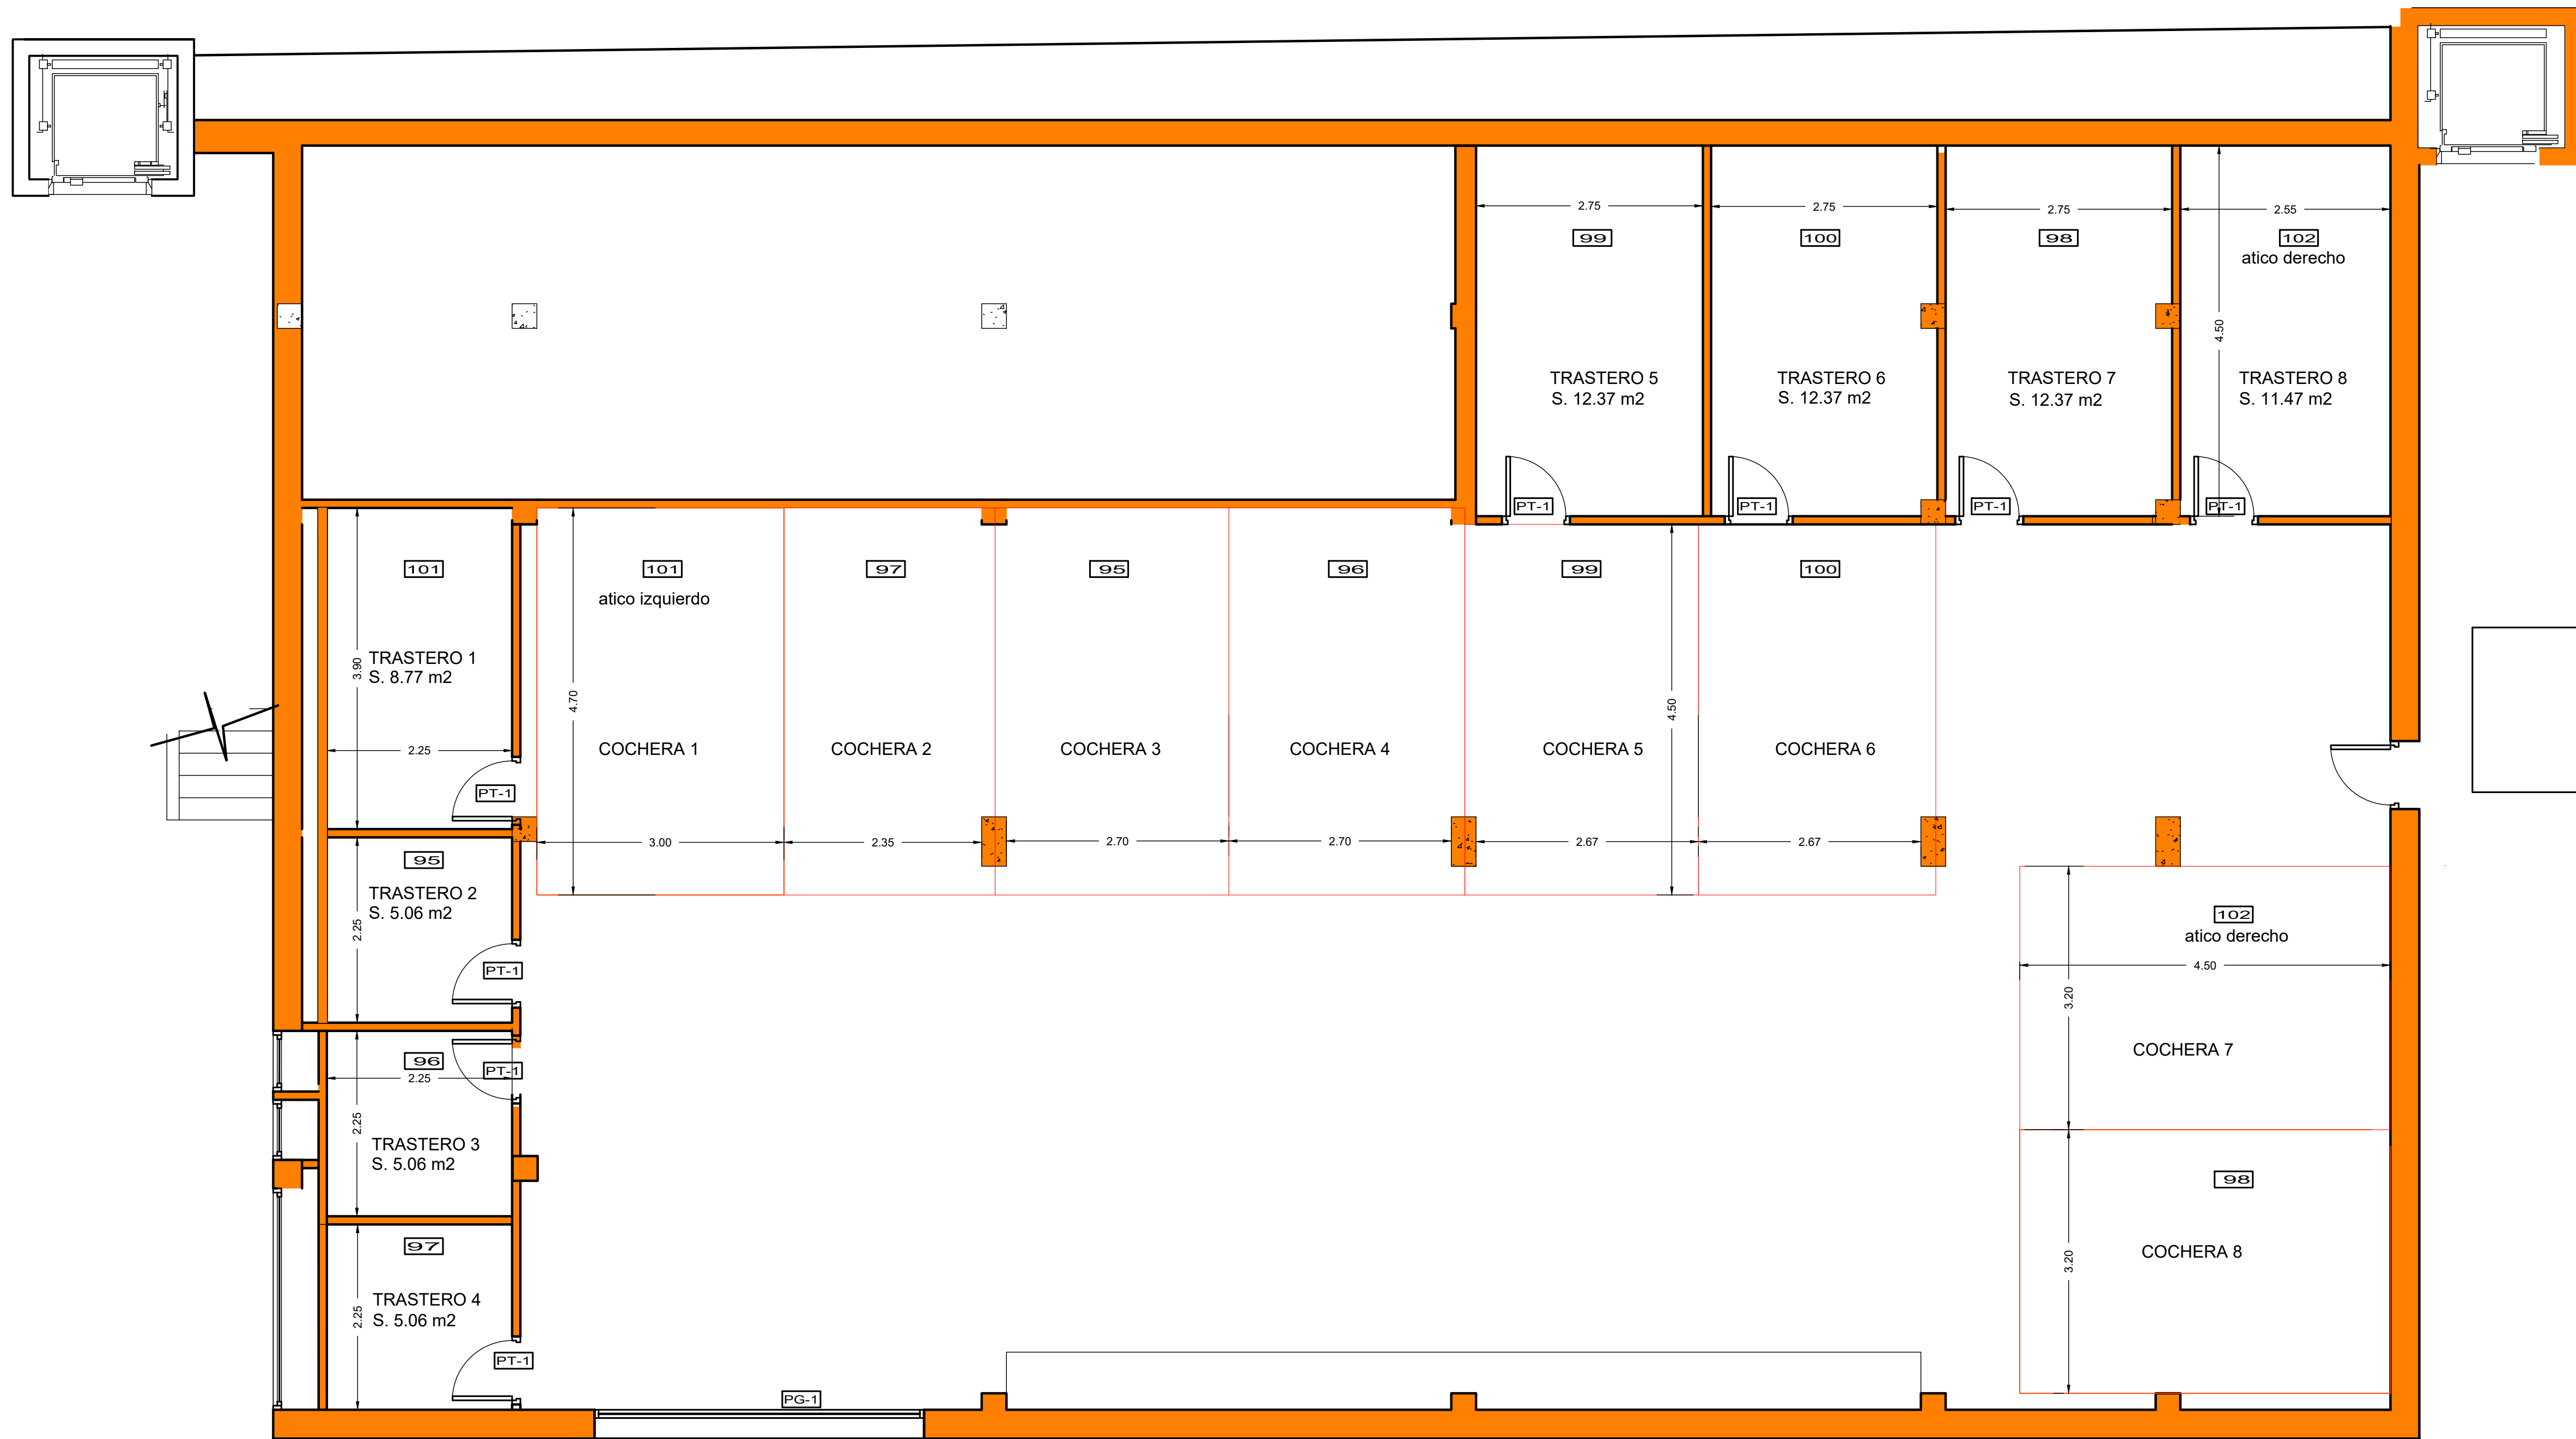 2.75
2.75
2.75
2.55
99
100
98
102
atico derecho
4.50
TRASTERO 5
S. 12.37 m2
TRASTERO 6
S. 12.37 m2
TRASTERO 7
S. 12.37 m2
TRASTERO 8
S. 11.47 m2
PT-1
PT-1
PT-1
PT-1
101
101
atico izquierdo
97
95
96
99
100
TRASTERO 1
S. 8.77 m2
3.90
2.25
PT-1
4.70
4.50
COCHERA 1
COCHERA 2
COCHERA 3
COCHERA 4
COCHERA 5
COCHERA 6
3.00
2.35
2.70
2.70
2.67
2.67
95
TRASTERO 2
S. 5.06 m2
2.25
PT-1
102
atico derecho
4.50
3.20
COCHERA 7
96
2.25
PT-1
2.25
TRASTERO 3
S. 5.06 m2
98
COCHERA 8
3.20
97
TRASTERO 4
S. 5.06 m2
2.25
PT-1
PG-1